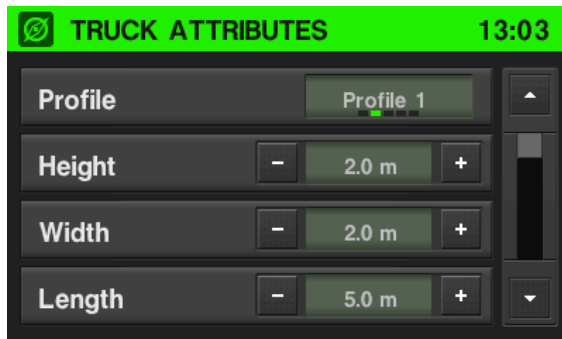 TRUCK ATTRIBUTES 13:03
Profile Profile 1
Height - 2.0 m +
Width - 2.0 m +
Length - 5.0 m +